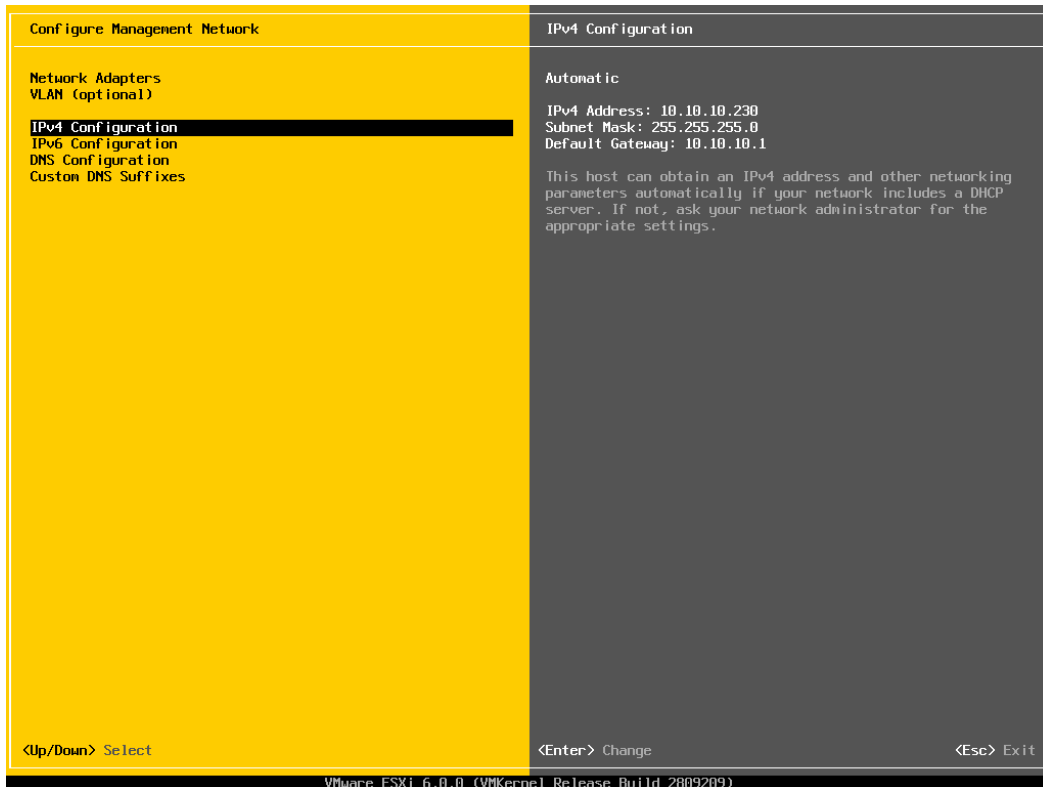 Configure Management Network
Network Adapters
VLAN (optional)
IPv4 Configuration
IPv6 Configuration
DNS Configuration
Custom DNS Suffixes
IPv4 Configuration
Automatic
IPv4 Address: 10.10.10.230
Subnet Mask: 255.255.255.0
Default Gateway: 10.10.10.1
This host can obtain an IPv4 address and other networking
parameters automatically if your network includes a DHCP
server. If not, ask your network administrator for the
appropriate settings.
<Up/Down> Select
<Enter> Change
<Esc> Exit
VMware ESXi 6.0.0 (VMKernel Release Build 2809209)